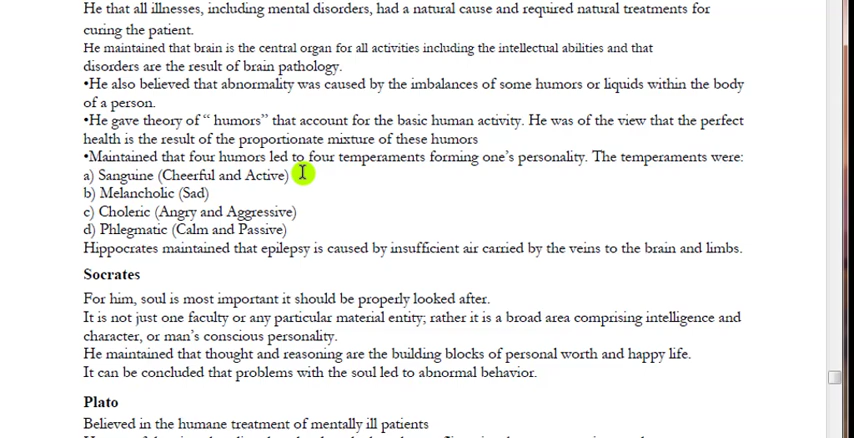 He that all illnesses, including mental disorders, had a natural cause and required natural treatments for
curing the patient.
He maintained that brain is the central organ for all activities including the intellectual abilities and that
disorders are the result of brain pathology.
•He also believed that abnormality was caused by the imbalances of some humors or liquids within the body
of a person.
•He gave theory of “ humors” that account for the basic human activity. He was of the view that the perfect
health is the result of the proportionate mixture of these humors
•Maintained that four humors led to four temperaments forming one’s personality. The temperaments were:
a) Sanguine (Cheerful and Active)
b) Melancholic (Sad)
c) Choleric (Angry and Aggressive)
d) Phlegmatic (Calm and Passive)
Hippocrates maintained that epilepsy is caused by insufficient air carried by the veins to the brain and limbs.
Socrates
For him, soul is most important it should be properly looked after.
It is not just one faculty or any particular material entity; rather it is a broad area comprising intelligence and
character, or man’s conscious personality.
He maintained that thought and reasoning are the building blocks of personal worth and happy life.
It can be concluded that problems with the soul led to abnormal behavior.
Plato
Believed in the humane treatment of mentally ill patients